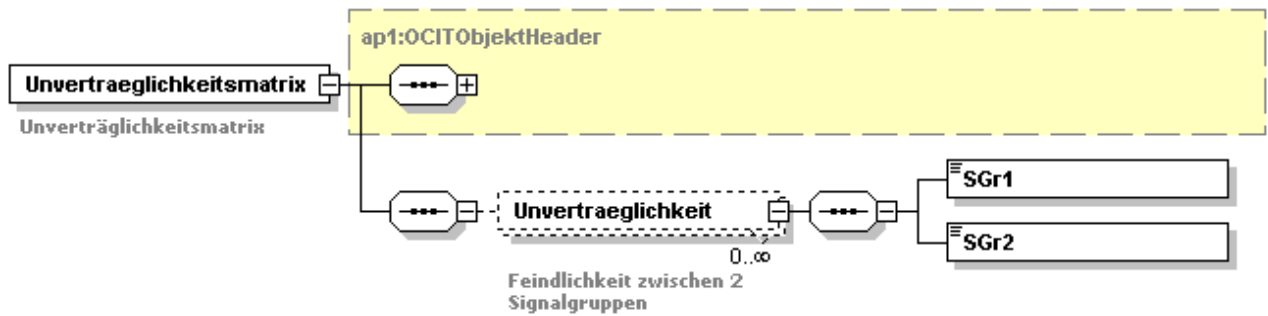 ap1:OCITObjektHeader
Unvertraeglichkeitsmatrix
Unverträglichkeitsmatrix
SGr1
Unvertraeglichkeit
SGr2
0..∞
Feindlichkeit zwischen 2
Signalgruppen